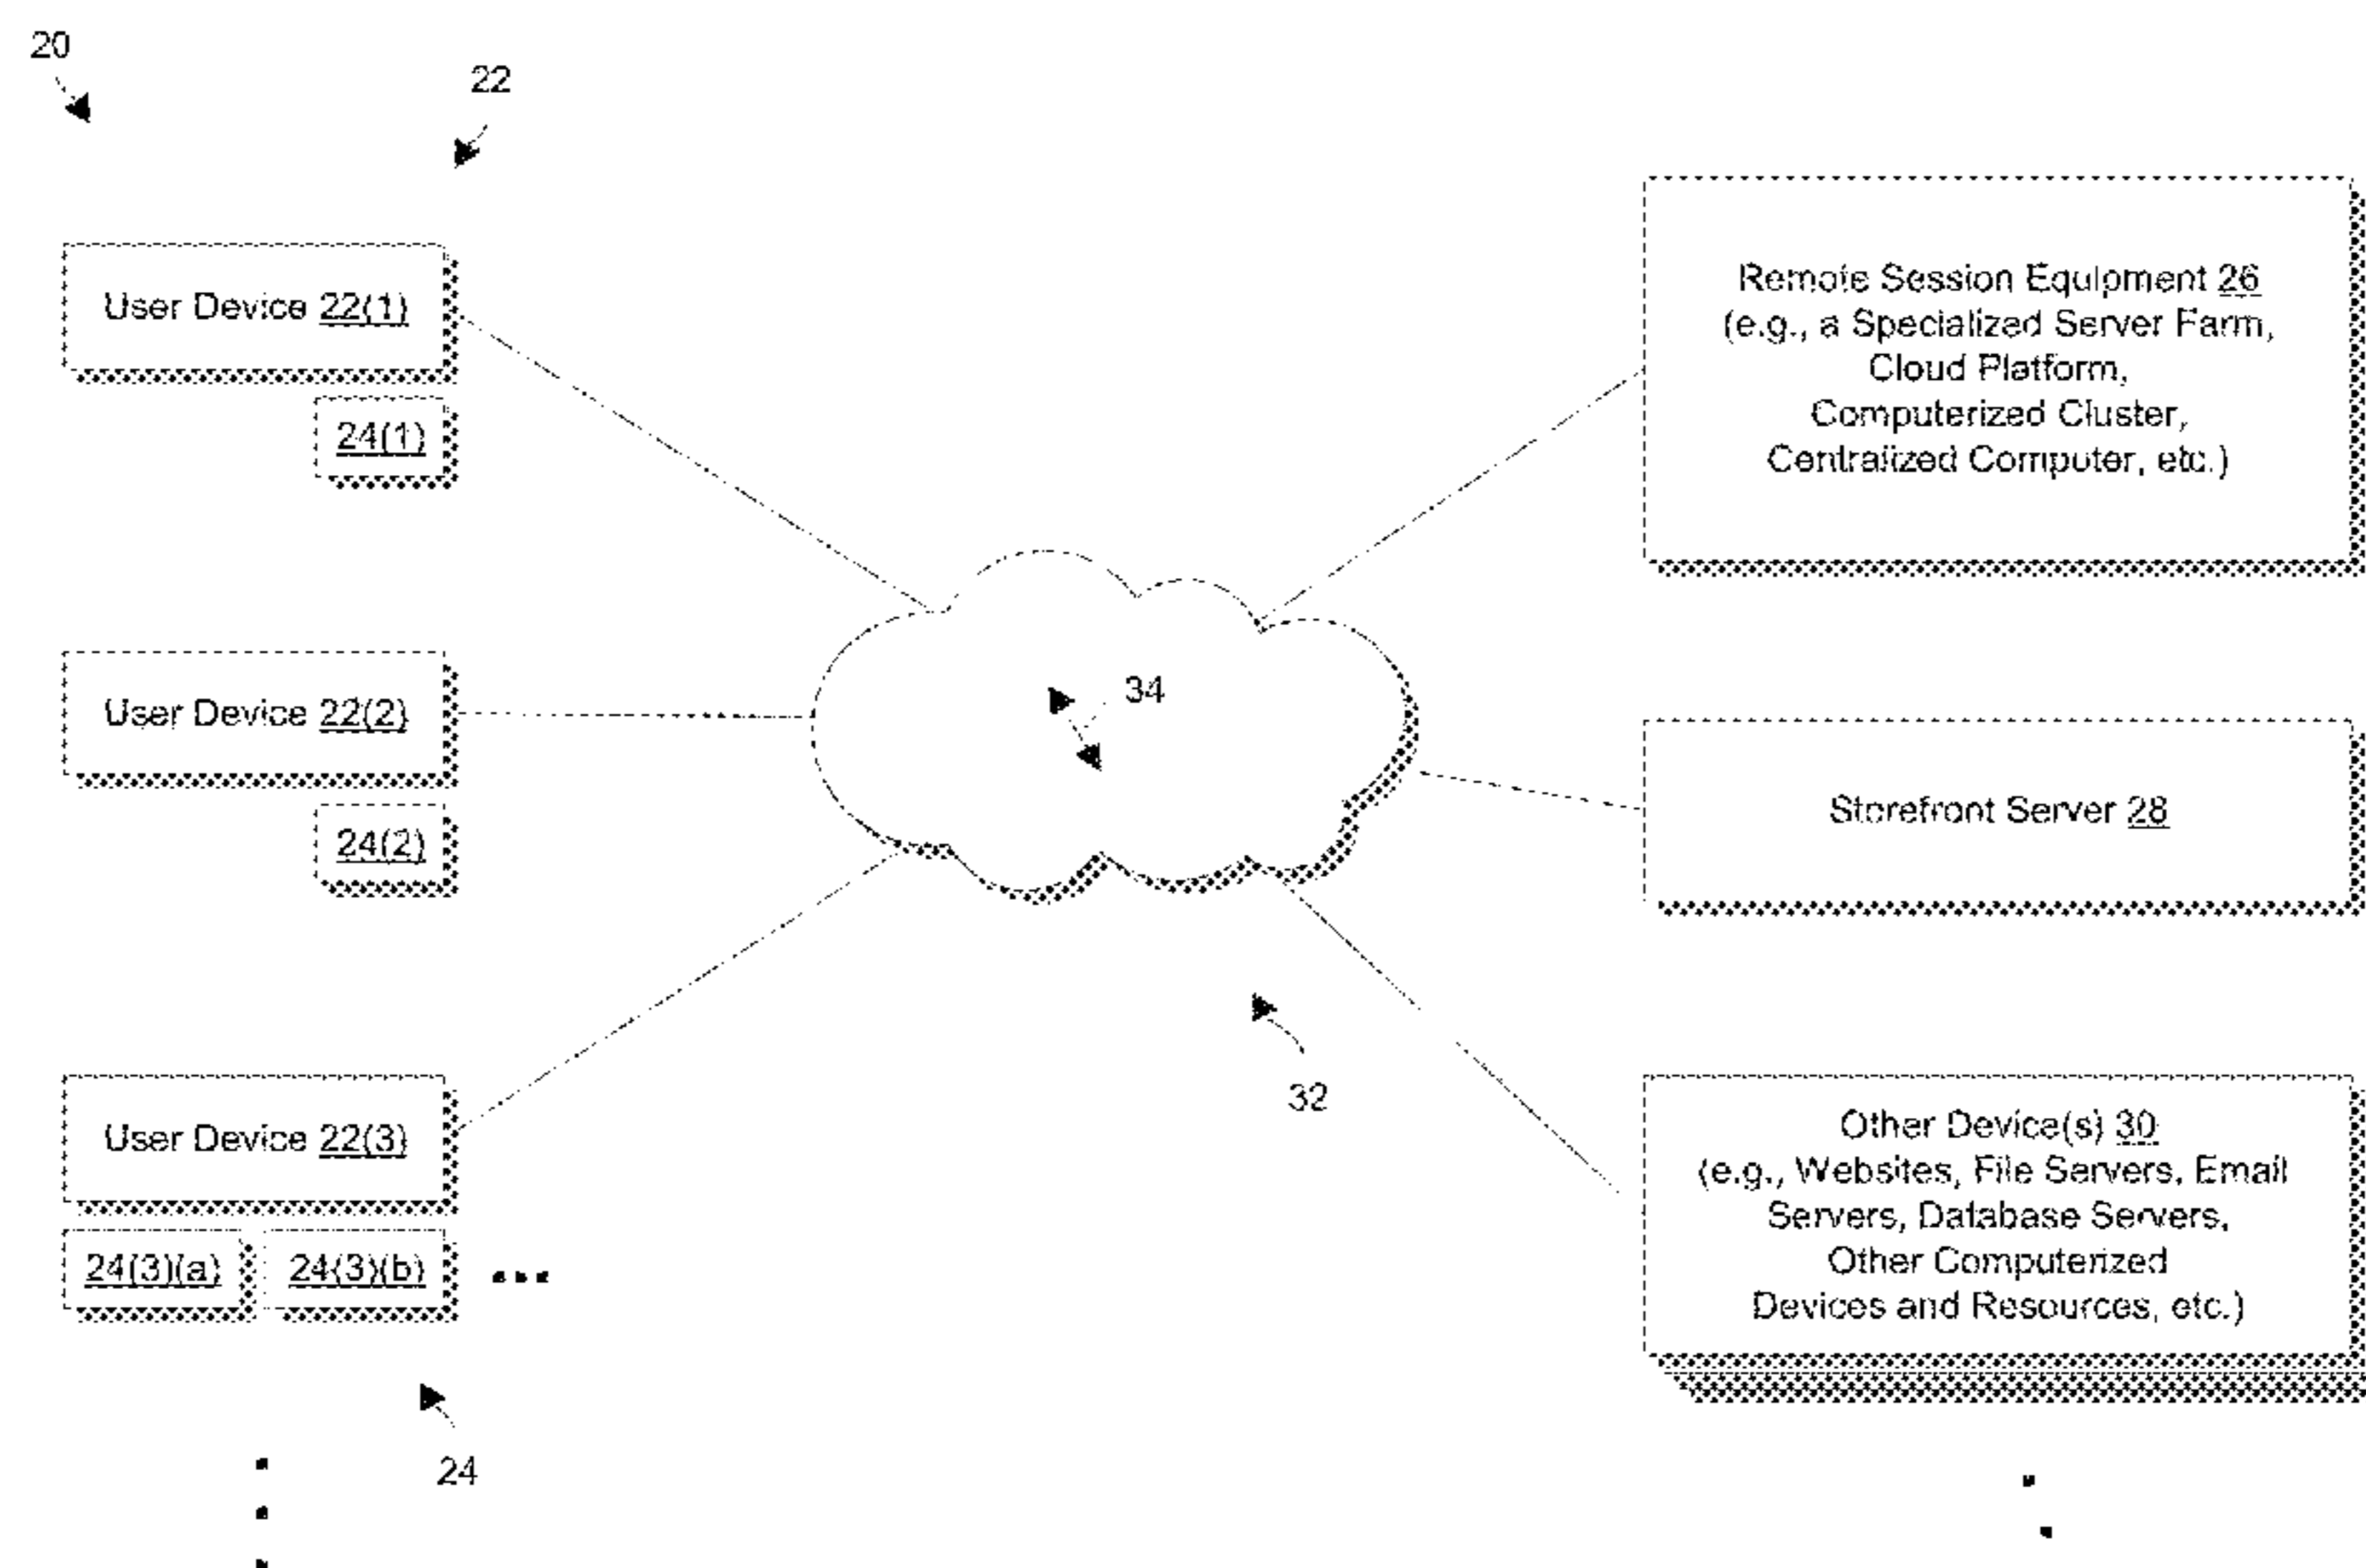 20
22
User Device 22(1)
24(1)
User Device 22(2)
24(2)
User Device 22(3)
24(3)(a)
24(3)(b)
...
24
34
32
Remote Session Equipment 26
(e.g., a Specialized Server Farm,
Cloud Platform,
Computerized Cluster,
Centralized Computer, etc.)
Storefront Server 28
Other Device(s) 30
(e.g., Websites, File Servers, Email
Servers, Database Servers,
Other Computerized
Devices and Resources, etc.)